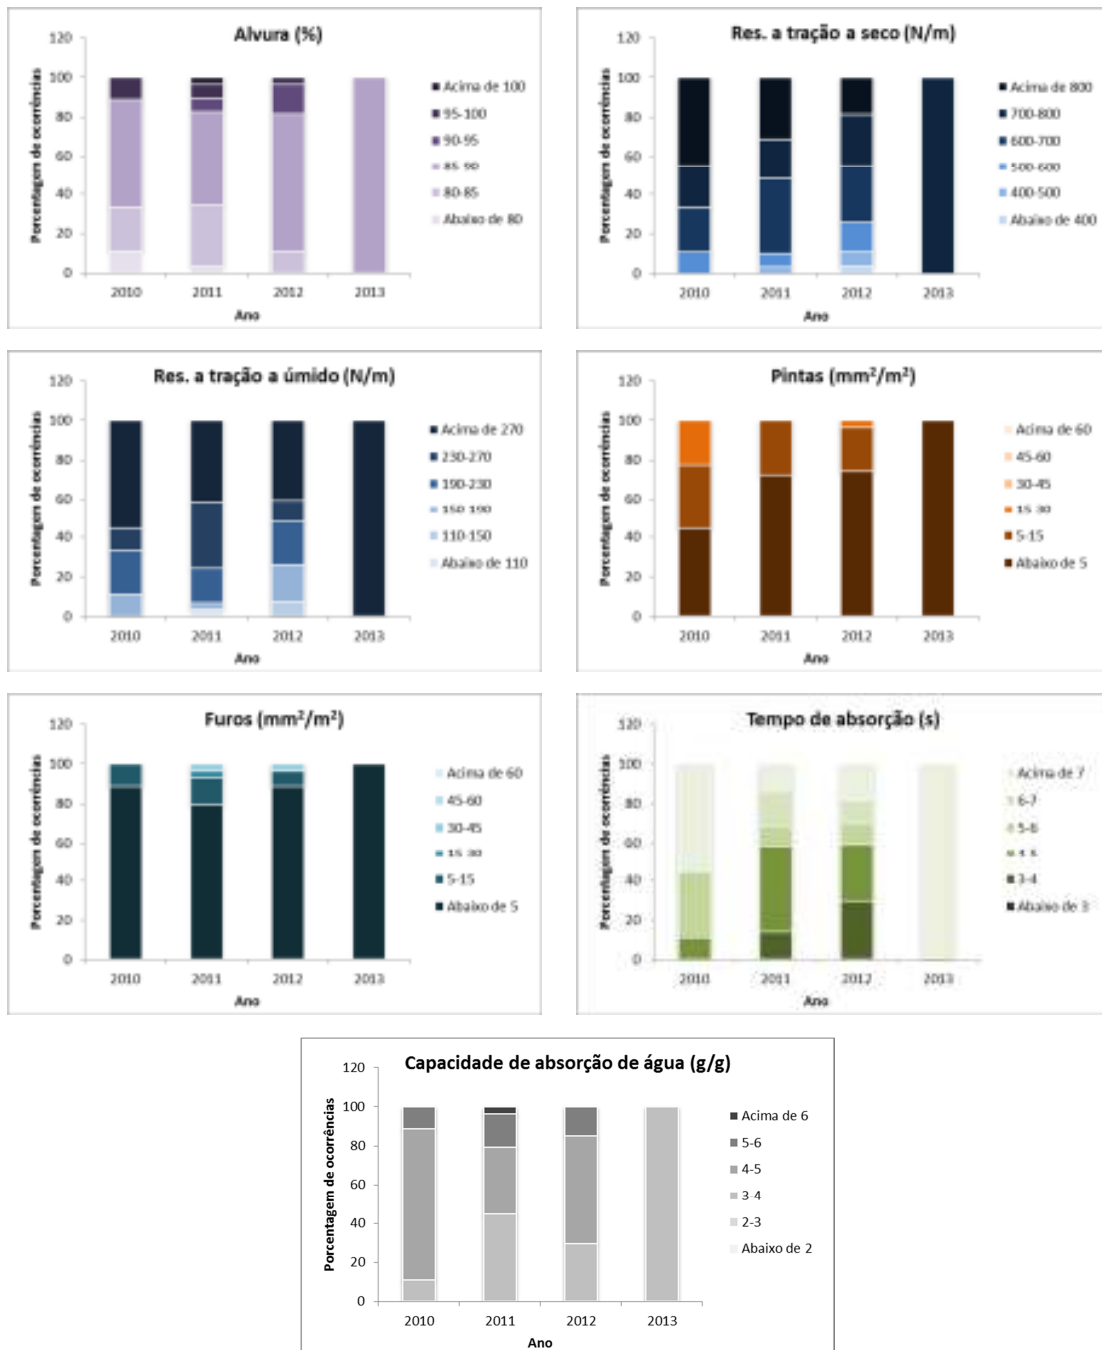 Alvura (%)
Porcentagem de ocorrências
120
100
80
60
40
20
0
2010 2011 2012 2013
Ano
Acima de 100
95-100
90-95
85-90
80-85
Abaixo de 80
Res. a tração a seco (N/m)
Porcentagem de ocorrências
120
100
80
60
40
20
0
2010 2011 2012 2013
Ano
Acima de 800
700-800
600-700
500-600
400-500
Abaixo de 400
Res. a tração a úmido (N/m)
Porcentagem de ocorrências
120
100
80
60
40
20
0
2010 2011 2012 2013
Ano
Acima de 270
230-270
190-230
150-190
110-150
Abaixo de 110
Pintas (mm²/m²)
Porcentagem de ocorrências
120
100
80
60
40
20
0
2010 2011 2012 2013
Ano
Acima de 60
45-60
30-45
15-30
5-15
Abaixo de 5
Furos (mm²/m²)
Porcentagem de ocorrências
120
100
80
60
40
20
0
2010 2011 2012 2013
Ano
Acima de 60
45-60
30-45
15-30
5-15
Abaixo de 5
Tempo de absorção (s)
Porcentagem de ocorrências
120
100
80
60
40
20
0
2010 2011 2012 2013
Ano
Acima de 7
6-7
5-6
4-5
3-4
Abaixo de 3
Capacidade de absorção de água (g/g)
Porcentagem de ocorrências
120
100
80
60
40
20
0
2010 2011 2012 2013
Ano
Acima de 6
5-6
4-5
3-4
2-3
Abaixo de 2